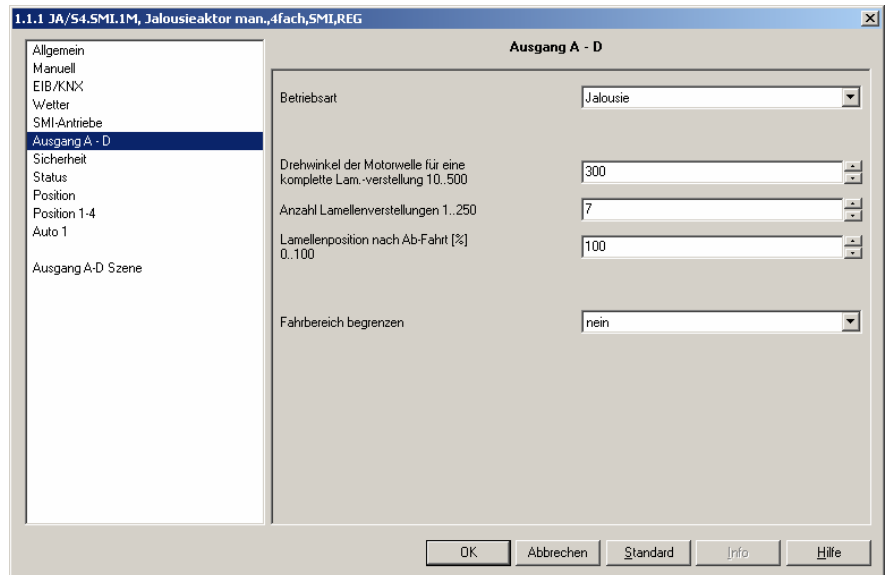 1.1.1 JA/S4.SMI.1M, Jalousieaktor man.,4fach,SMI,REG
Allgemein
Manuell
EIB/KNX
Wetter
SMI-Antriebe
Ausgang A - D
Sicherheit
Status
Position
Position 1-4
Auto 1
Ausgang A-D Szene
Ausgang A - D
Betriebsart
Jalousie
Drehwinkel der Motorwelle für eine
komplette Lam.-verstellung 10..500
300
Anzahl Lamellenverstellungen 1..250
7
Lamellenposition nach Ab-Fahrt [%]
0..100
100
Fahrbereich begrenzen
nein
OK
Abbrechen
Standard
Info
Hilfe